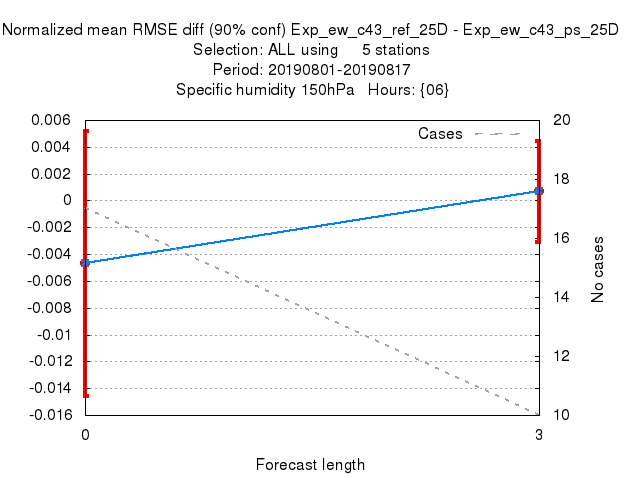 Normalized mean RMSE diff (90% conf) Exp_ew_c43_ref_25D - Exp_ew_c43_ps_25D
Selection: ALL using 5 stations
Period: 20190801-20190817
Specific humidity 150hPa Hours: {06}
0.006
0.004
0.002
0
-0.002
-0.004
-0.006
-0.008
-0.01
-0.012
-0.014
-0.016
Cases
20
18
16
14
12
10
No cases
0
3
Forecast length